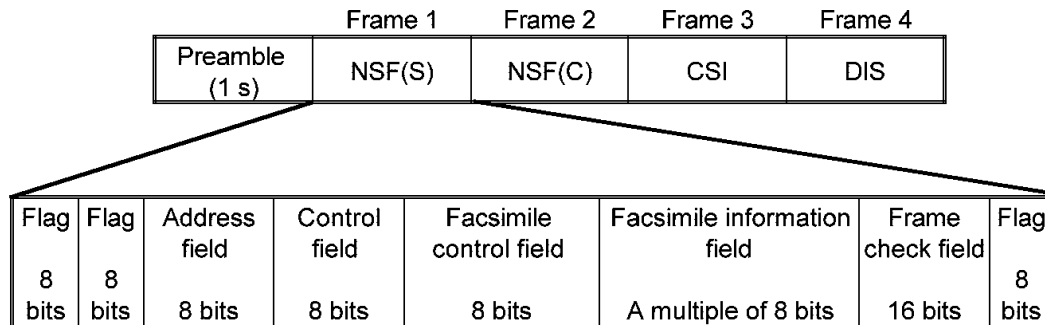 Frame 1 Frame 2 Frame 3 Frame 4
Preamble (1 s) NSF(S) NSF(C) CSI DIS
Flag Flag Address Control Facsimile Facsimile information Frame Flag
field field control field field check field
8 8 8
bits bits 8 bits 8 bits 8 bits A multiple of 8 bits 16 bits bits